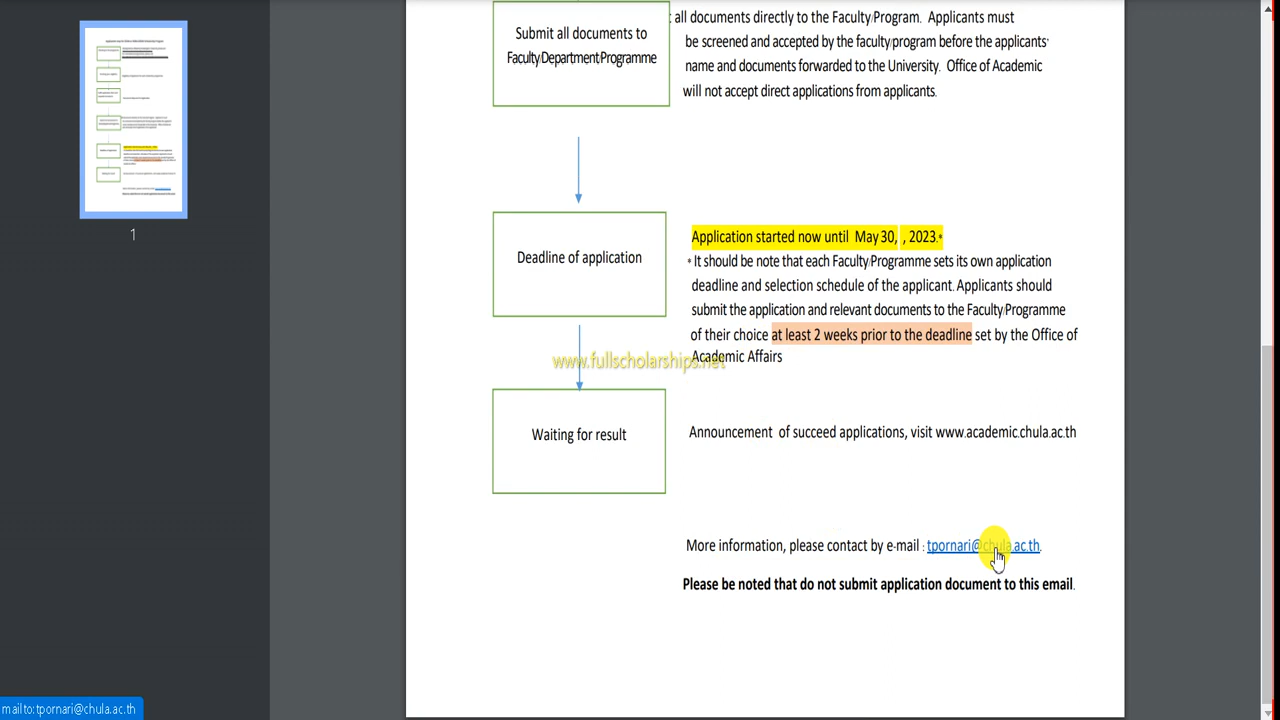 t all documents directly to the Faculty/Program. Applicants must
Submit all documents to
Faculty/Department/Programme
be screened and accepted by the faculty/program before the applicants'
name and documents forwarded to the University. Office of Academic
will not accept direct applications from applicants.
1
Deadline of application
Application started now until May 30, , 2023.*
* It should be note that each Faculty/Programme sets its own application
deadline and selection schedule of the applicant. Applicants should
submit the application and relevant documents to the Faculty/Programme
of their choice at least 2 weeks prior to the deadline set by the Office of
Academic Affairs
www.fullscholarships.net
Waiting for result
Announcement of succeed applications, visit www.academic.chula.ac.th
More information, please contact by e-mail : tpornari@chula.ac.th.
Please be noted that do not submit application document to this email.
mailto:tpornari@chula.ac.th